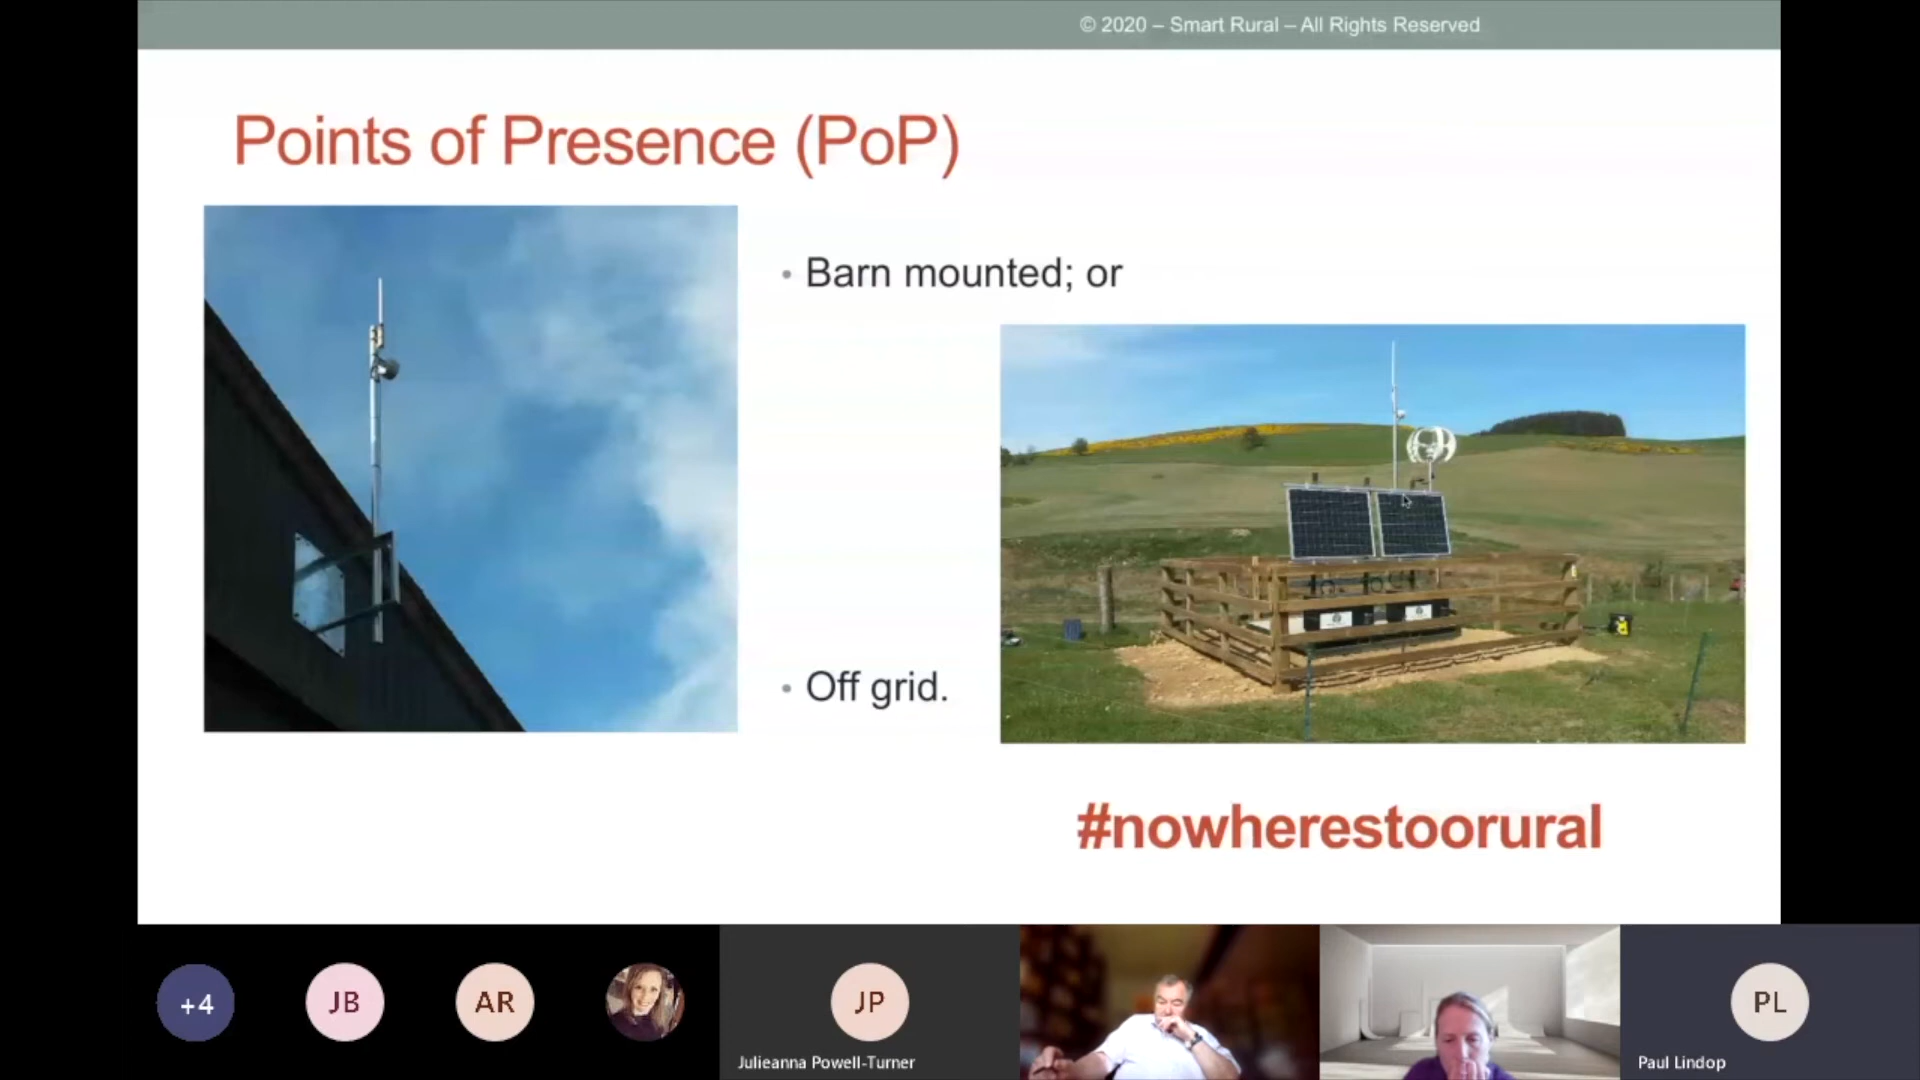 © 2020 – Smart Rural – All Rights Reserved
Points of Presence (PoP)
• Barn mounted; or
• Off grid.
#nowherestoorural
+4
JB
AR
JP
Julieanna Powell-Turner
PL
Paul Lindop